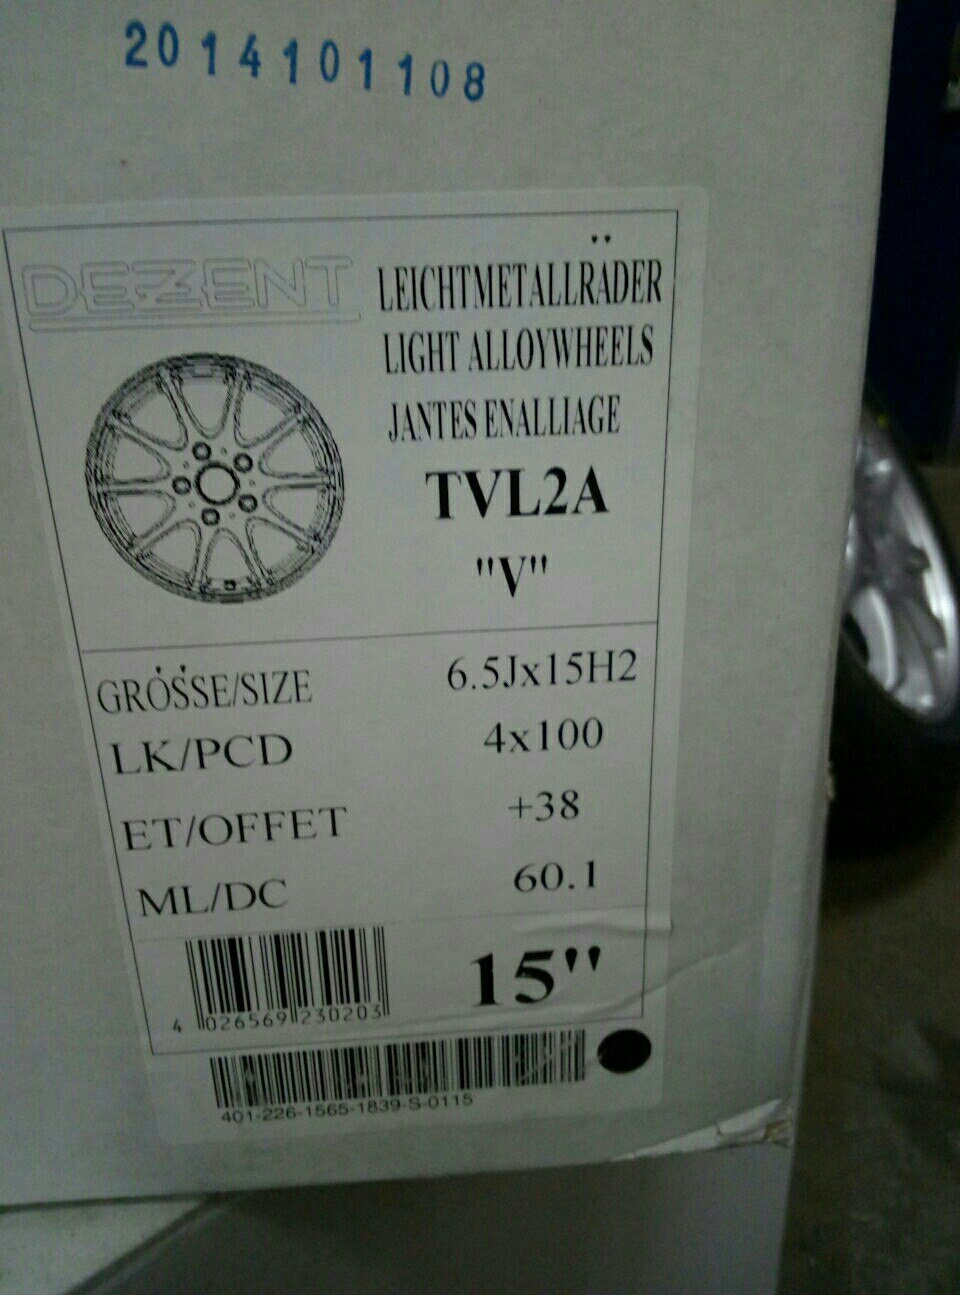 2014101108
DEZENT
LEICHTMETALLRÄDER
LIGHT ALLOYWHEELS
JANTES ENALLIAGE
TVL2A
"V"
GRÖSSE/SIZE 6.5Jx15H2
LK/PCD 4x100
ET/OFFET +38
ML/DC 60.1
15"
4 026569 230203
401-226-1565-1839-S-0115